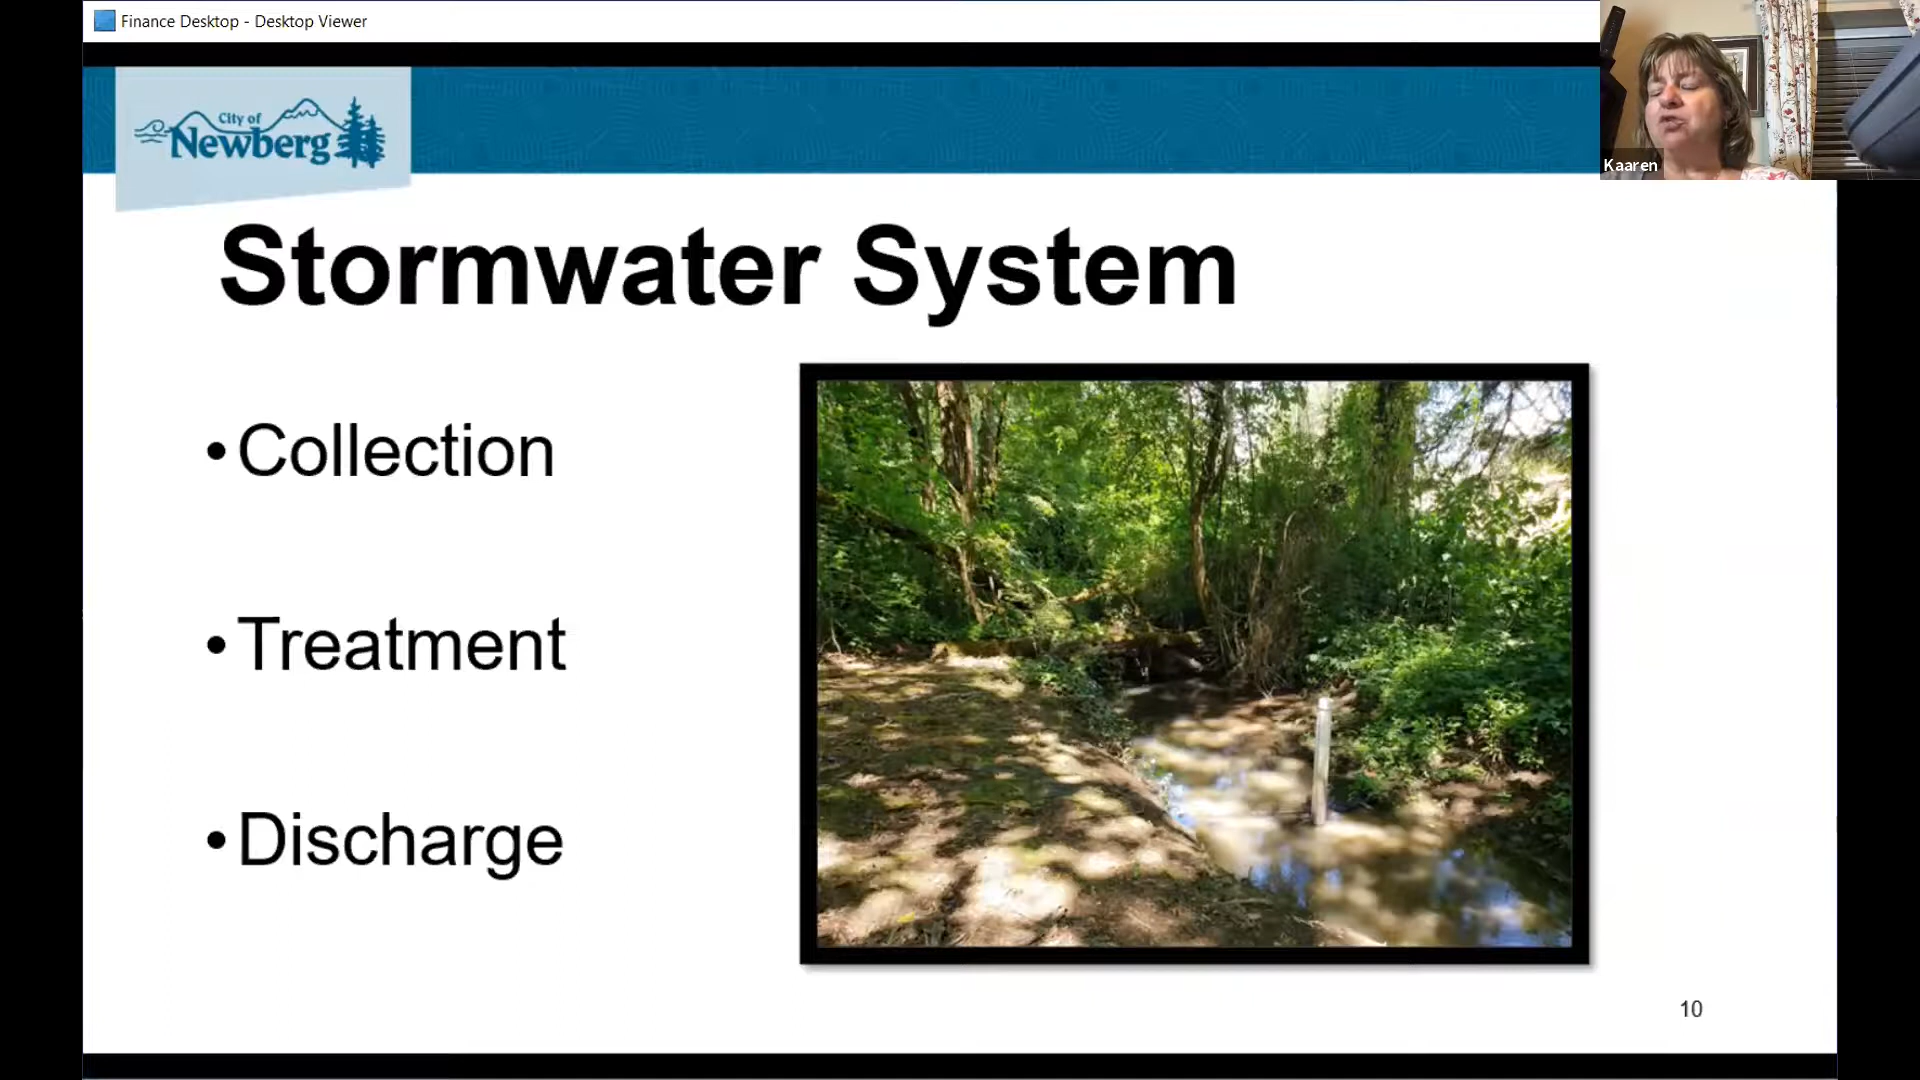 Finance Desktop - Desktop Viewer
City of
Newberg
Kaaren
Stormwater System
• Collection
• Treatment
• Discharge
10